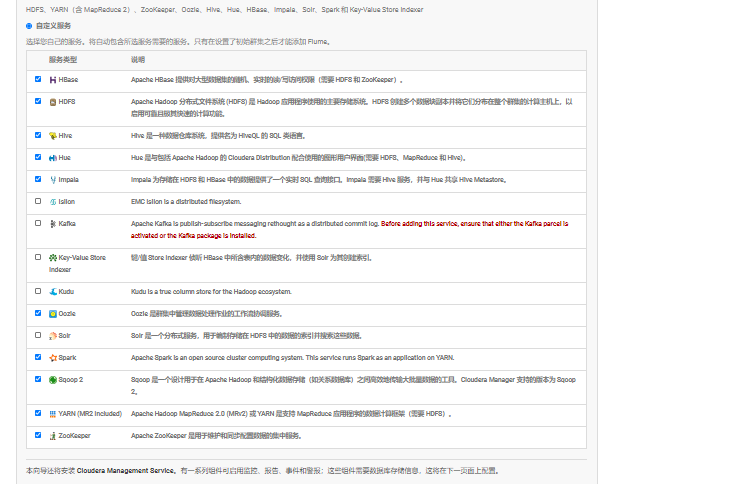 HDFS、YARN（含 MapReduce 2）、ZooKeeper、Oozie、Hive、Hue、HBase、Impala、Solr、Spark 和 Key-Value Store Indexer
自定义服务
选择您自己的服务。将自动包含所选服务需要的服务。只有在设置了初始群集之后才能添加 Flume。
服务类型 说明
HBase Apache HBase 提供对大型数据集的随机、实时的读/写访问权限（需要 HDFS 和 ZooKeeper）。
HDFS Apache Hadoop 分布式文件系统 (HDFS) 是 Hadoop 应用程序使用的主要存储系统。HDFS 创建多个数据块副本并将它们分布在整个群集的计算主机上，以
启用可靠且极其快速的计算功能。
Hive Hive 是一种数据仓库系统，提供名为 HiveQL 的 SQL 类语言。
Hue Hue 是与包括 Apache Hadoop 的 Cloudera Distribution 配合使用的图形用户界面(需要 HDFS、MapReduce 和 Hive)。
Impala Impala 为存储在 HDFS 和 HBase 中的数据提供了一个实时 SQL 查询接口。Impala 需要 Hive 服务，并与 Hue 共享 Hive Metastore。
Isilon EMC Isilon is a distributed filesystem.
Kafka Apache Kafka is publish-subscribe messaging rethought as a distributed commit log. Before adding this service, ensure that either the Kafka parcel is
activated or the Kafka package is installed.
Key-Value Store 键/值 Store Indexer 侦听 HBase 中所含表内的数据变化，并使用 Solr 为其创建索引。
Indexer
Kudu Kudu is a true column store for the Hadoop ecosystem.
Oozie Oozie 是群集中管理数据处理作业的工作流协调服务。
Solr Solr 是一个分布式服务，用于编制存储在 HDFS 中的数据的索引并搜索这些数据。
Spark Apache Spark is an open source cluster computing system. This service runs Spark as an application on YARN.
Sqoop 2 Sqoop 是一个设计用于在 Apache Hadoop 和结构化数据存储（如关系数据库）之间高效地传输大批量数据的工具。Cloudera Manager 支持的版本为 Sqoop
2。
YARN (MR2 Included) Apache Hadoop MapReduce 2.0 (MRv2) 或 YARN 是支持 MapReduce 应用程序的数据计算框架（需要 HDFS）。
ZooKeeper Apache ZooKeeper 是用于维护和同步配置数据的集中服务。
本向导还将安装 Cloudera Management Service。有一系列组件可启用监控、报告、事件和警报；这些组件需要数据库存储信息，这将在下一页面上配置。